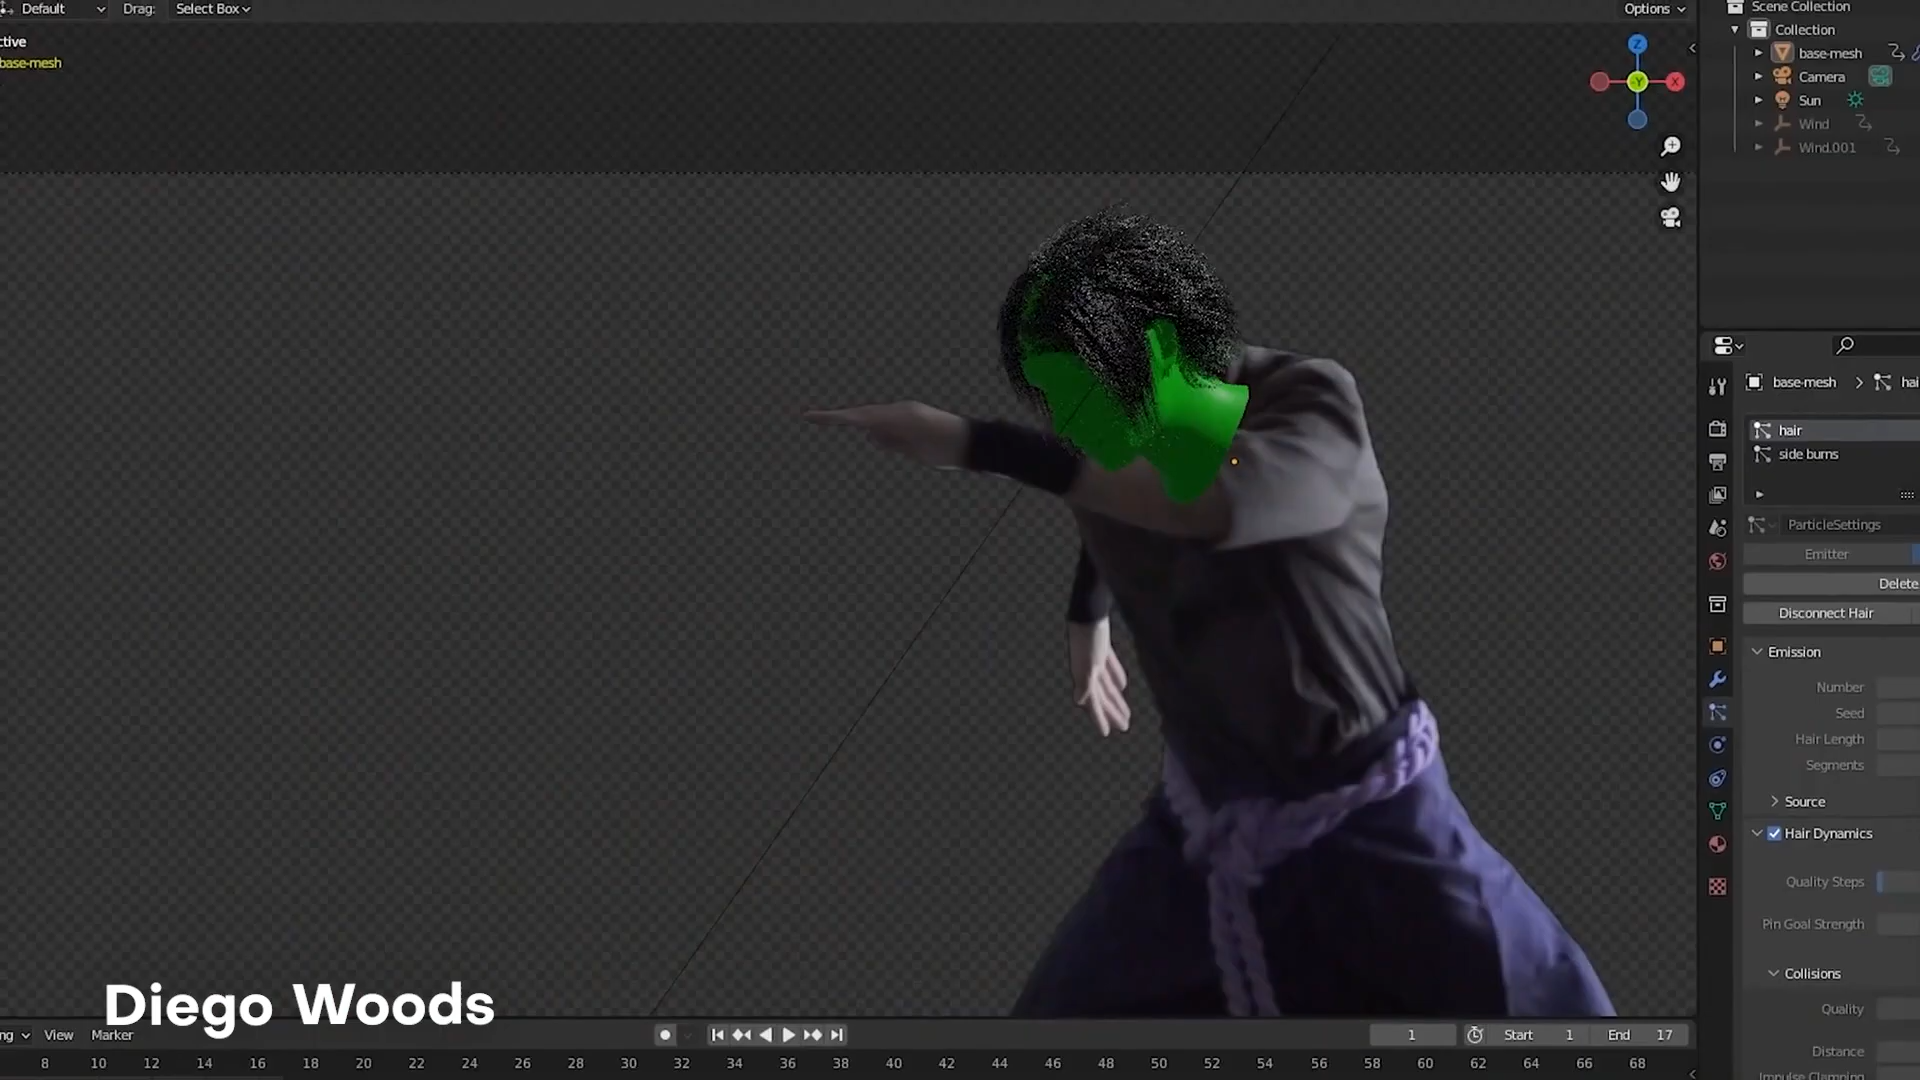 Default Drag: Select Box Options
Scene Collection
Collection
ctive
base-mesh
base-mesh
Camera
Sun
Wind
Wind.001
Z
-Y X
base-mesh hai
hair
side burns
ParticleSettings
Emitter
Delete
Disconnect Hair
Emission
Number
Seed
Hair Length
Segments
Source
Hair Dynamics
Quality Steps
Pin Goal Strength
Collisions
Quality
Distance
Impulse Clamping
Diego Woods
ng View Marker 1 Start 1 End 17
8 10 12 14 16 18 20 22 24 26 28 30 32 34 36 38 40 42 44 46 48 50 52 54 56 58 60 62 64 66 68